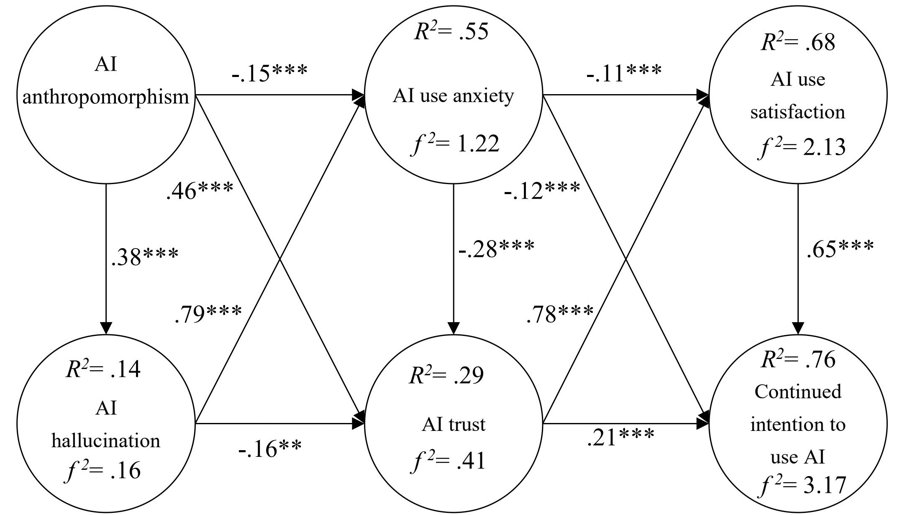 AI
anthropomorphism
-.15***
R²= .55
AI use anxiety
f²= 1.22
-.11***
R²= .68
AI use
satisfaction
f²= 2.13
.46***
-.12***
.38***
-.28***
.65***
.79***
.78***
R²= .14
AI
hallucination
f²= .16
-.16**
R²= .29
AI trust
f²= .41
.21***
R²= .76
Continued
intention to
use AI
f²= 3.17